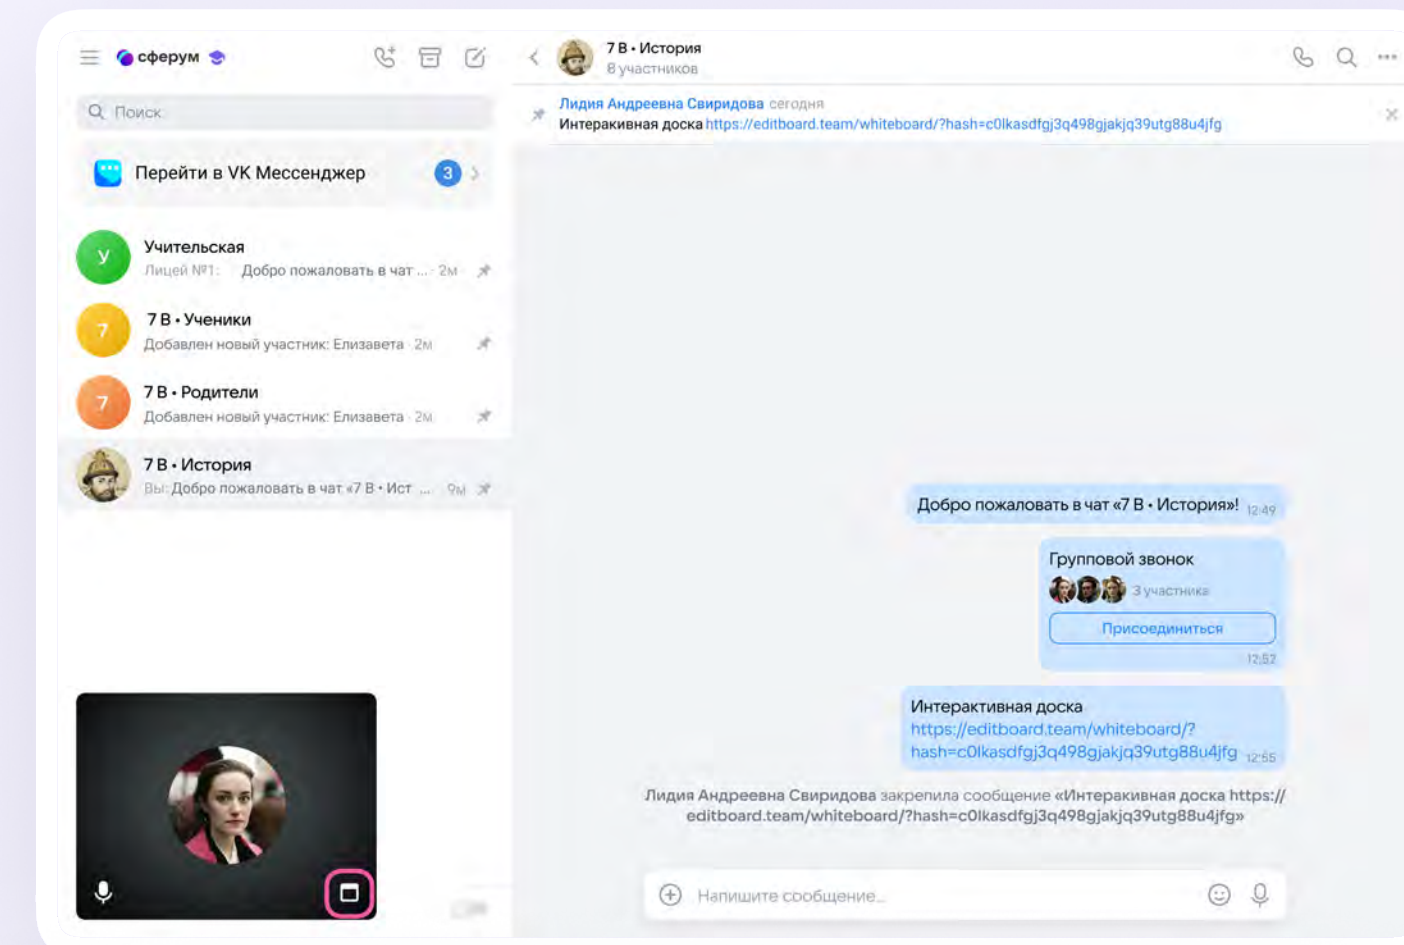 сферум
Поиск
Перейти в VK Мессенджер 3
У
Учительская
Лицей №1: Добро пожаловать в чат ... · 2м
7
7 В • Ученики
Добавлен новый участник: Елизавета · 2м
7
7 В • Родители
Добавлен новый участник: Елизавета · 2м
7 В • История
Вы: Добро пожаловать в чат «7 В • Ист ... · 9м
7 В • История
8 участников
Лидия Андреевна Свиридова сегодня
Интеракивная доска https://editboard.team/whiteboard/?hash=c0lkasdfgj3q498gjakjq39utg88u4jfg
Добро пожаловать в чат «7 В • История»! 12:49
Групповой звонок
3 участника
Присоединиться
12:52
Интерактивная доска
https://editboard.team/whiteboard/?
hash=c0lkasdfgj3q498gjakjq39utg88u4jfg 12:55
Лидия Андреевна Свиридова закрепила сообщение «Интеракивная доска https://
editboard.team/whiteboard/?hash=c0lkasdfgj3q498gjakjq39utg88u4jfg»
Напишите сообщение...